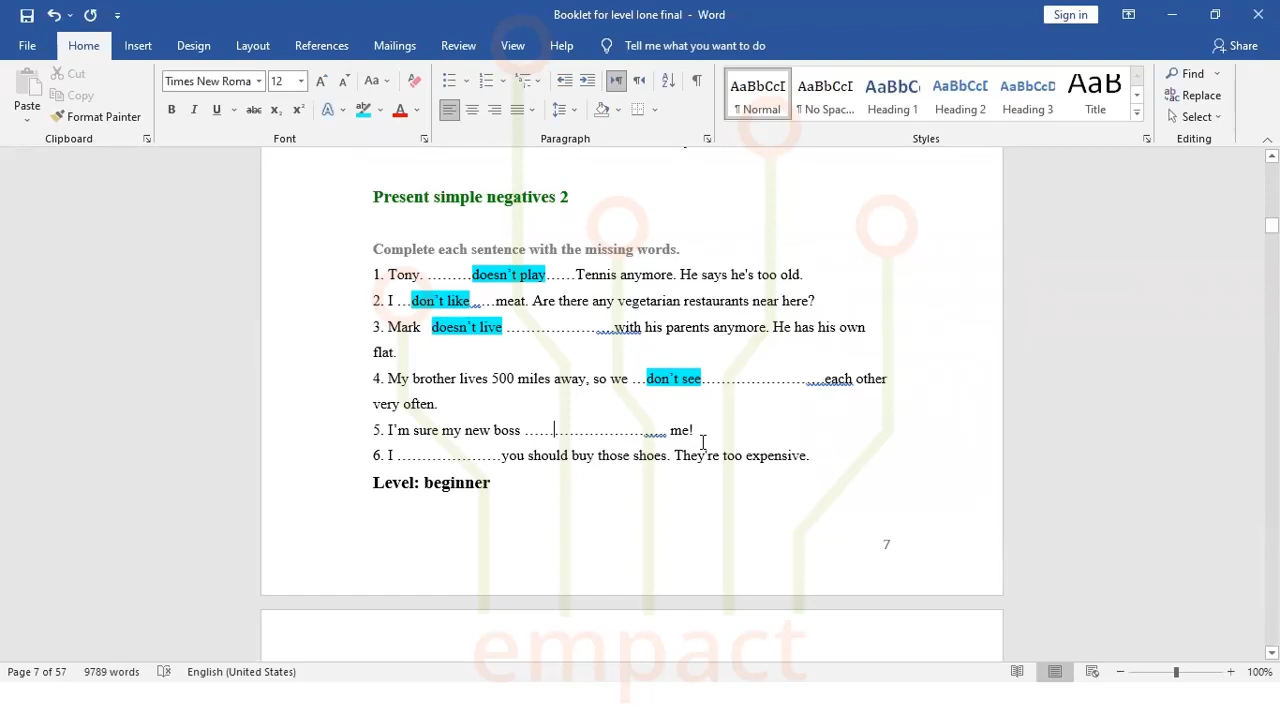 Booklet for level lone final - Word
Sign in
File Home Insert Design Layout References Mailings Review View Help Tell me what you want to do Share
Paste Cut Copy Format Painter
Times New Roma 12 Aa
AaBbCcI ¶ Normal AaBbCcI ¶ No Spac... AaBbC Heading 1 AaBbCcD Heading 2 AaBbCcD Heading 3 AaB Title
Find Replace Select
Clipboard Font Paragraph Styles Editing
Present simple negatives 2
Complete each sentence with the missing words.
1. Tony. ………doesn’t play……Tennis anymore. He says he's too old.
2. I …don’t like ……meat. Are there any vegetarian restaurants near here?
3. Mark doesn’t live …………………with his parents anymore. He has his own
flat.
4. My brother lives 500 miles away, so we …don’t see……………………….each other
very often.
5. I’m sure my new boss …………………………… me!
6. I …………………you should buy those shoes. They’re too expensive.
Level: beginner
7
empact
Page 7 of 57 9789 words English (United States) 100%